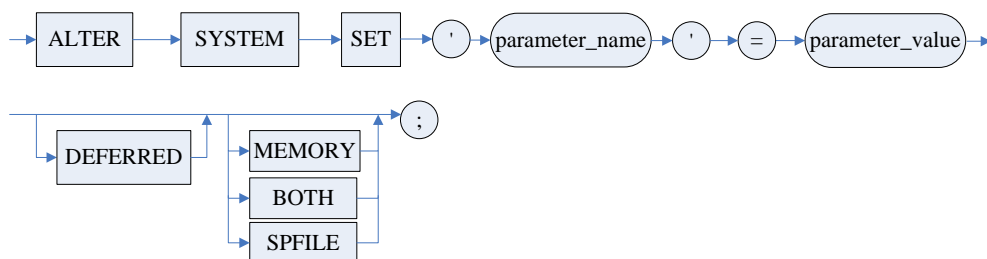 ALTER SYSTEM SET ' parameter_name ' = parameter_value
;
DEFERRED MEMORY
BOTH
SPFILE